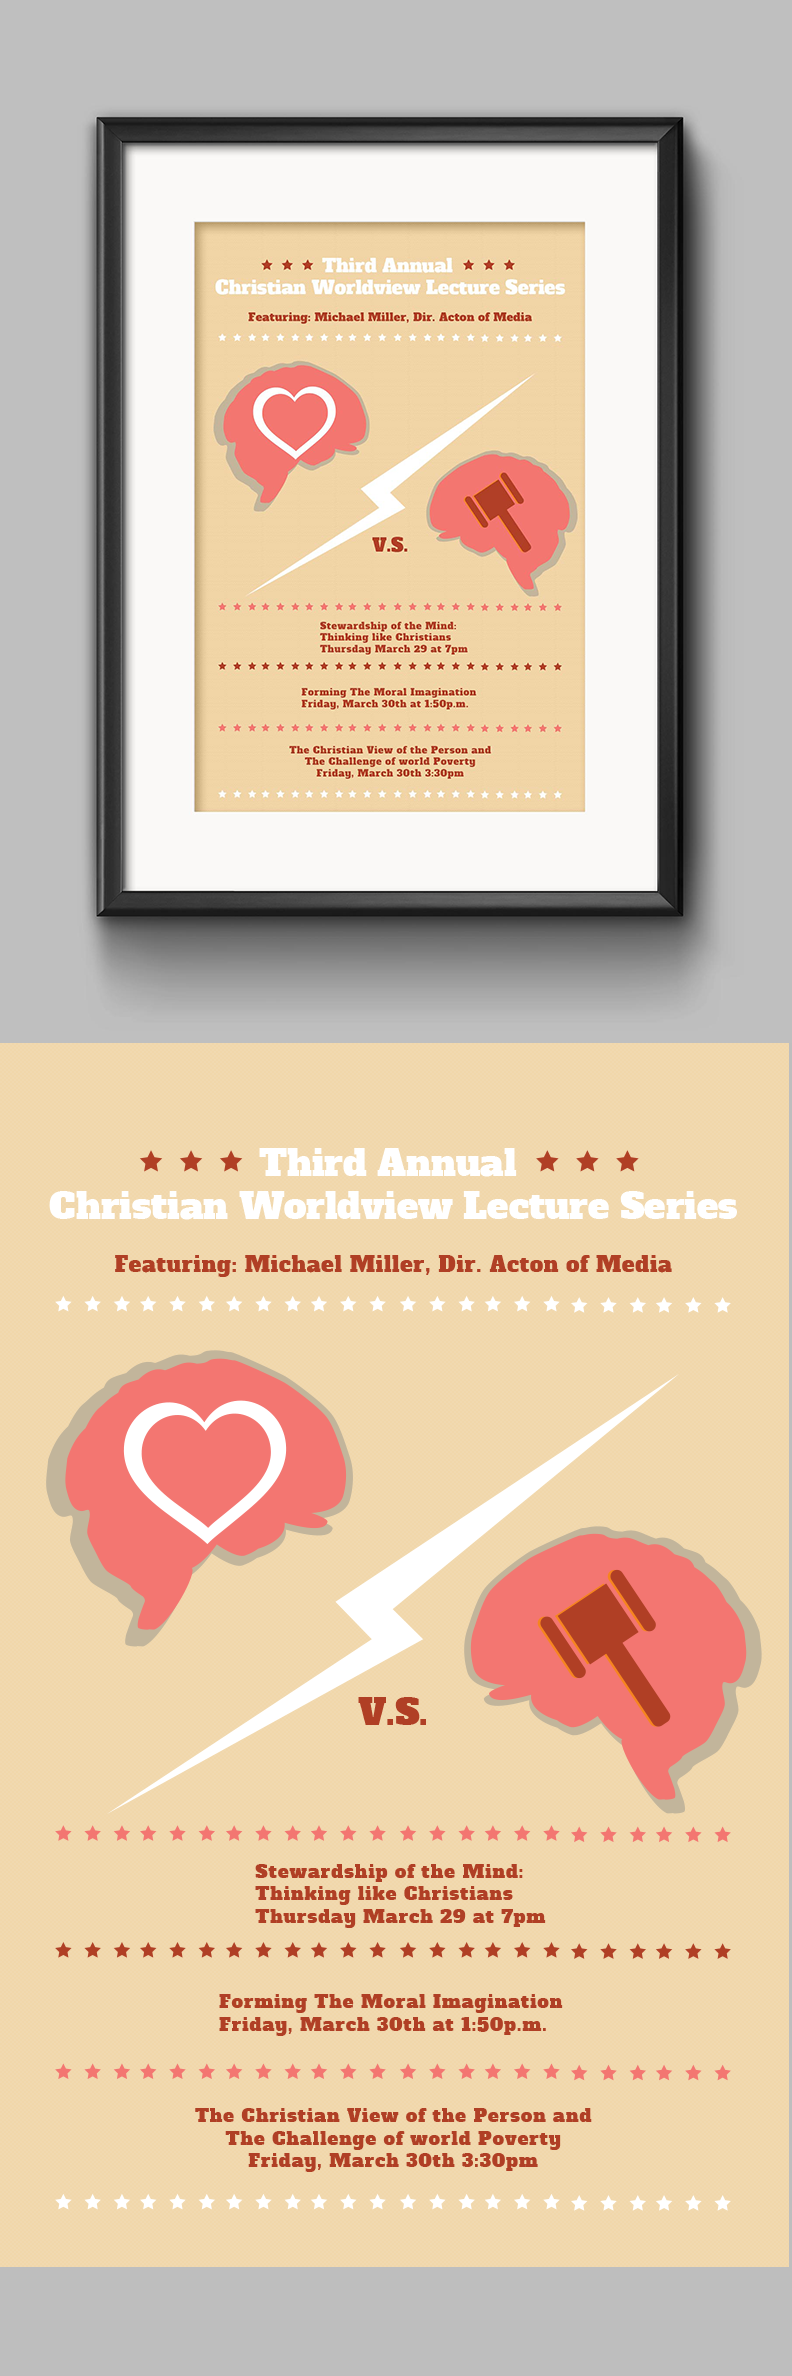 Third Annual
Christian Worldview Lecture Series
Featuring: Michael Miller, Dir. Acton of Media
V.S.
Stewardship of the Mind:
Thinking like Christians
Thursday March 29 at 7pm
Forming The Moral Imagination
Friday, March 30th at 1:50p.m.
The Christian View of the Person and
The Challenge of world Poverty
Friday, March 30th 3:30pm
Third Annual
Christian Worldview Lecture Series
Featuring: Michael Miller, Dir. Acton of Media
V.S.
Stewardship of the Mind:
Thinking like Christians
Thursday March 29 at 7pm
Forming The Moral Imagination
Friday, March 30th at 1:50p.m.
The Christian View of the Person and
The Challenge of world Poverty
Friday, March 30th 3:30pm